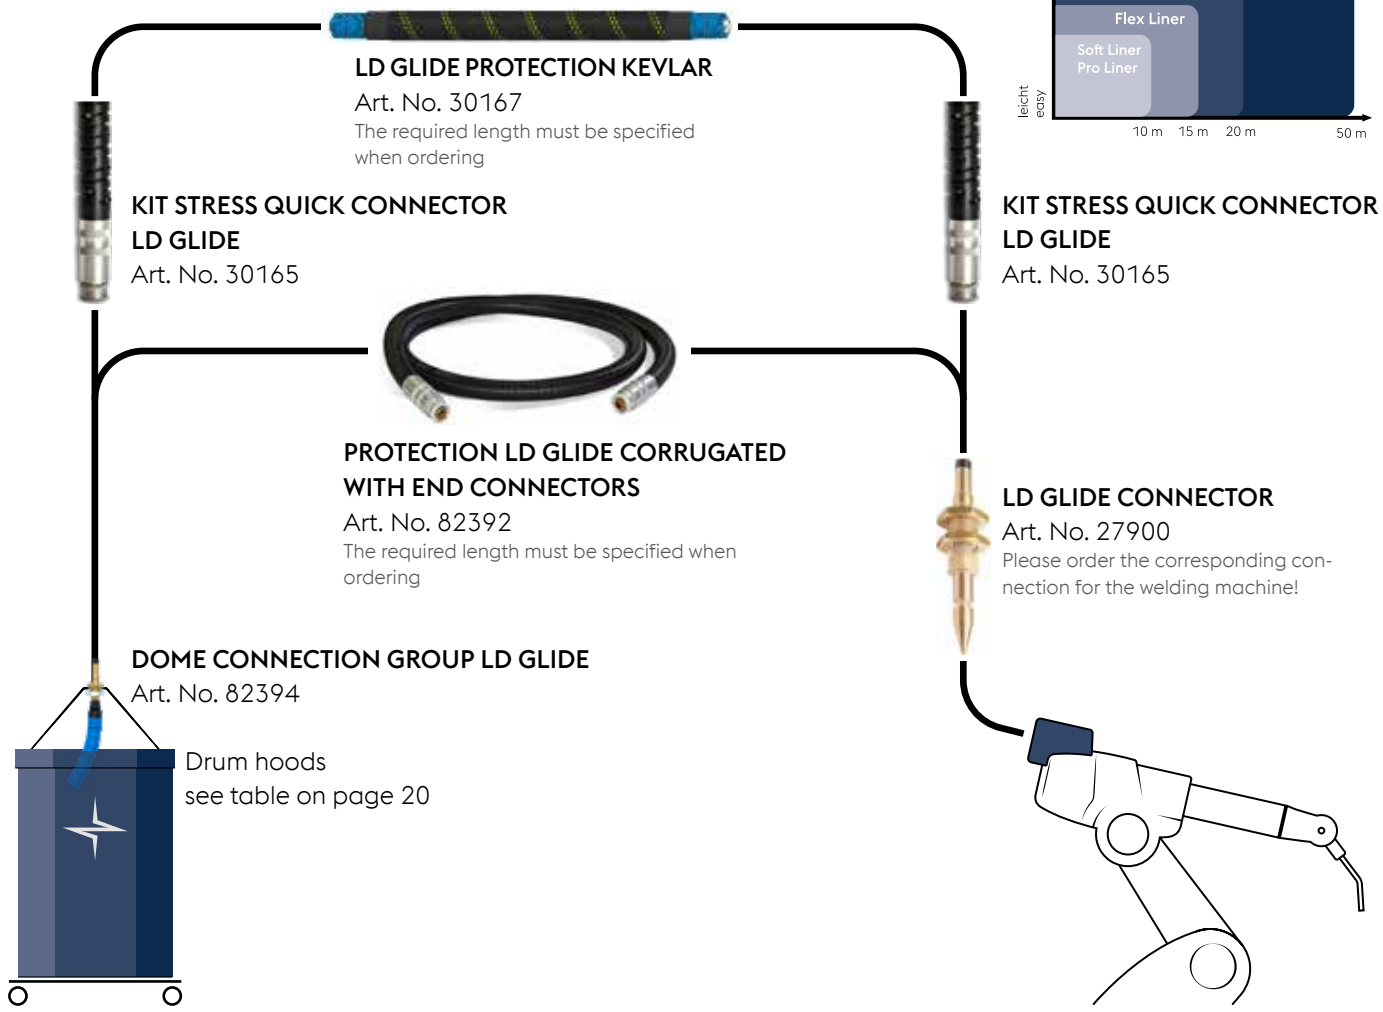 Flex Liner
Soft Liner
Pro Liner
leicht
easy
10 m 15 m 20 m 50 m
LD GLIDE PROTECTION KEVLAR
Art. No. 30167
The required length must be specified
when ordering
KIT STRESS QUICK CONNECTOR
LD GLIDE
Art. No. 30165
KIT STRESS QUICK CONNECTOR
LD GLIDE
Art. No. 30165
PROTECTION LD GLIDE CORRUGATED
WITH END CONNECTORS
Art. No. 82392
The required length must be specified when
ordering
LD GLIDE CONNECTOR
Art. No. 27900
Please order the corresponding con-
nection for the welding machine!
DOME CONNECTION GROUP LD GLIDE
Art. No. 82394
Drum hoods
see table on page 20